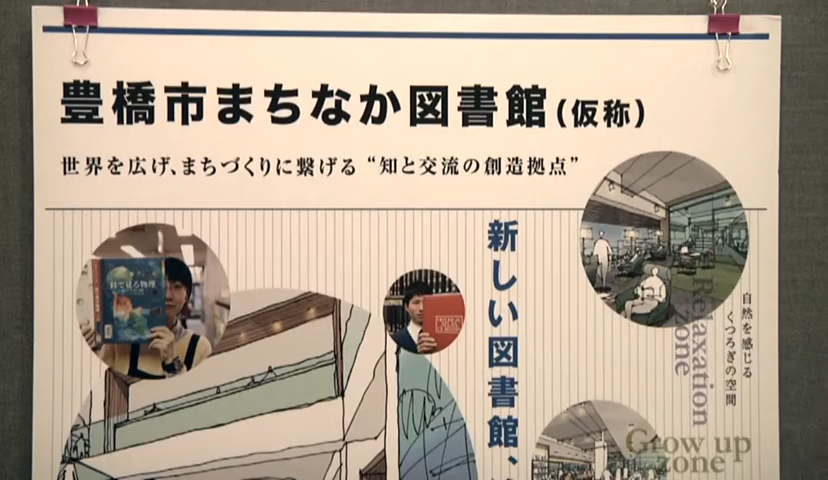 豊橋市まちなか図書館(仮称)
世界を広げ、まちづくりに繋げる “知と交流の創造拠点”
新しい図書館、
自然を感じる
くつろぎの空間
Relaxation
zone
Grow up
zone